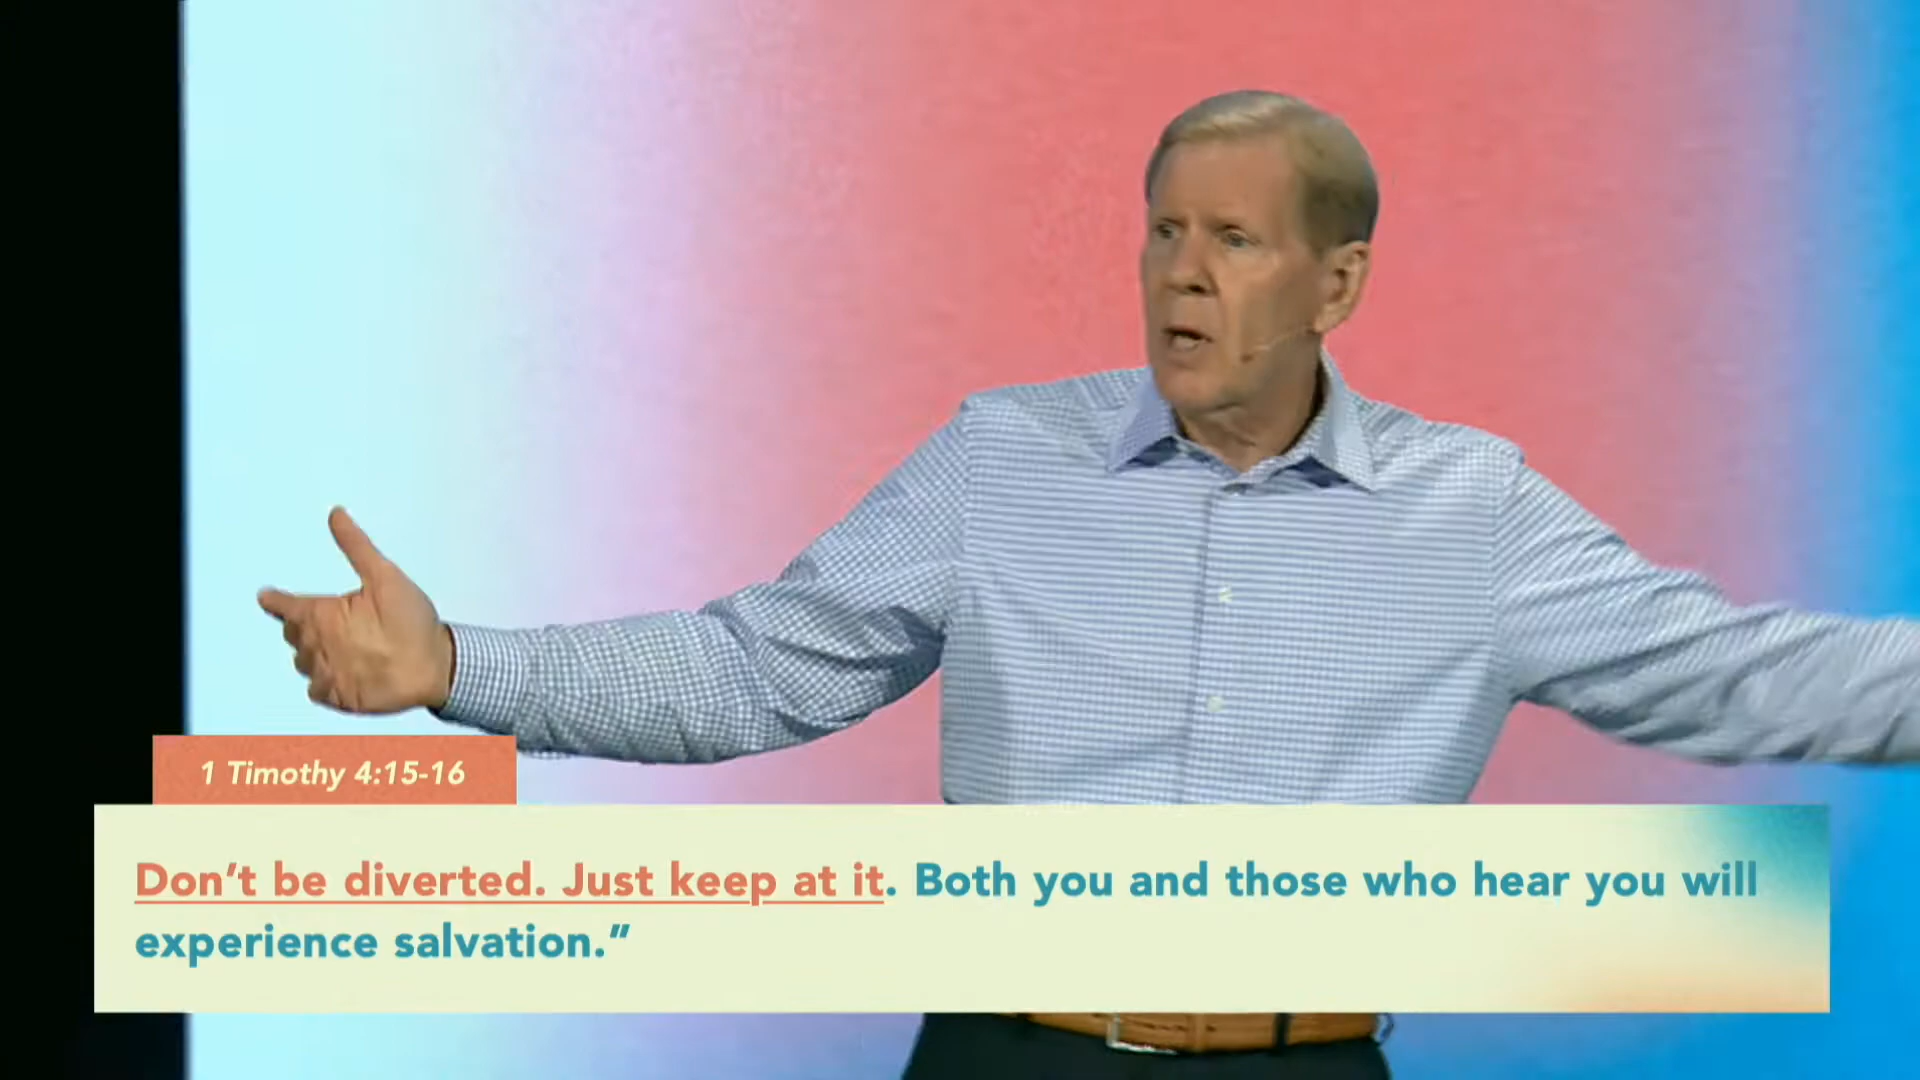 1 Timothy 4:15-16
Don’t be diverted. Just keep at it. Both you and those who hear you will
experience salvation.”